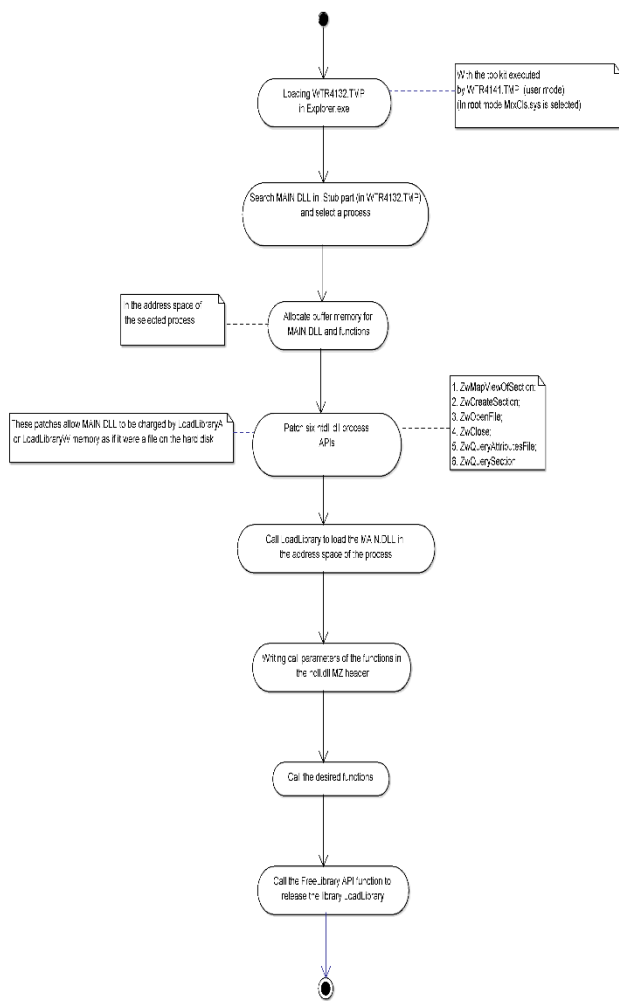 Loading WTR4132.TMP
in Explorer.exe
With the toolkit executed
by WTR4141.TMP (user mode)
(In root mode MrxCls.sys is selected)
Search MAIN DLL in Stub part (in WTR4132.TMP)
and select a process
In the address space of
the selected process
Allocate buffer memory for
MAIN DLL and functions
These patches allow MAIN.DLL to be charged by LoadLibraryA
or LoadLibraryW memory as if it were a file on the hard disk
Patch six ntdll.dll process
APIs
1. ZwMapViewOfSection;
2. ZwCreateSection;
3. ZwOpenFile;
4. ZwClose;
5. ZwQueryAttributesFile;
6. ZwQuerySection
Call LoadLibrary to load the MAIN.DLL in
the address space of the process
Writing call parameters of the functions in
the ndll.dll MZ header
Call the desired functions
Call the FreeLibrary API function to
release the library LoadLibrary